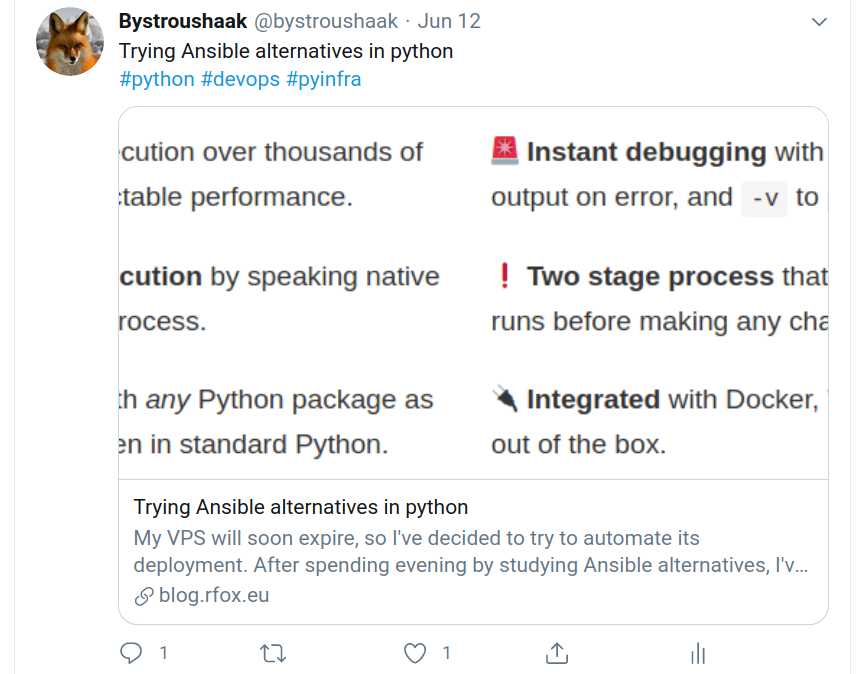 Bystroushaak @bystroushaak · Jun 12
Trying Ansible alternatives in python
#python #devops #pyinfra
cution over thousands of
table performance.
cution by speaking native
rocess.
th any Python package as
en in standard Python.
Instant debugging with
output on error, and -v to
Two stage process that
runs before making any cha
Integrated with Docker,
out of the box.
Trying Ansible alternatives in python
My VPS will soon expire, so I've decided to try to automate its
deployment. After spending evening by studying Ansible alternatives, I'v...
blog.rfox.eu
1
1